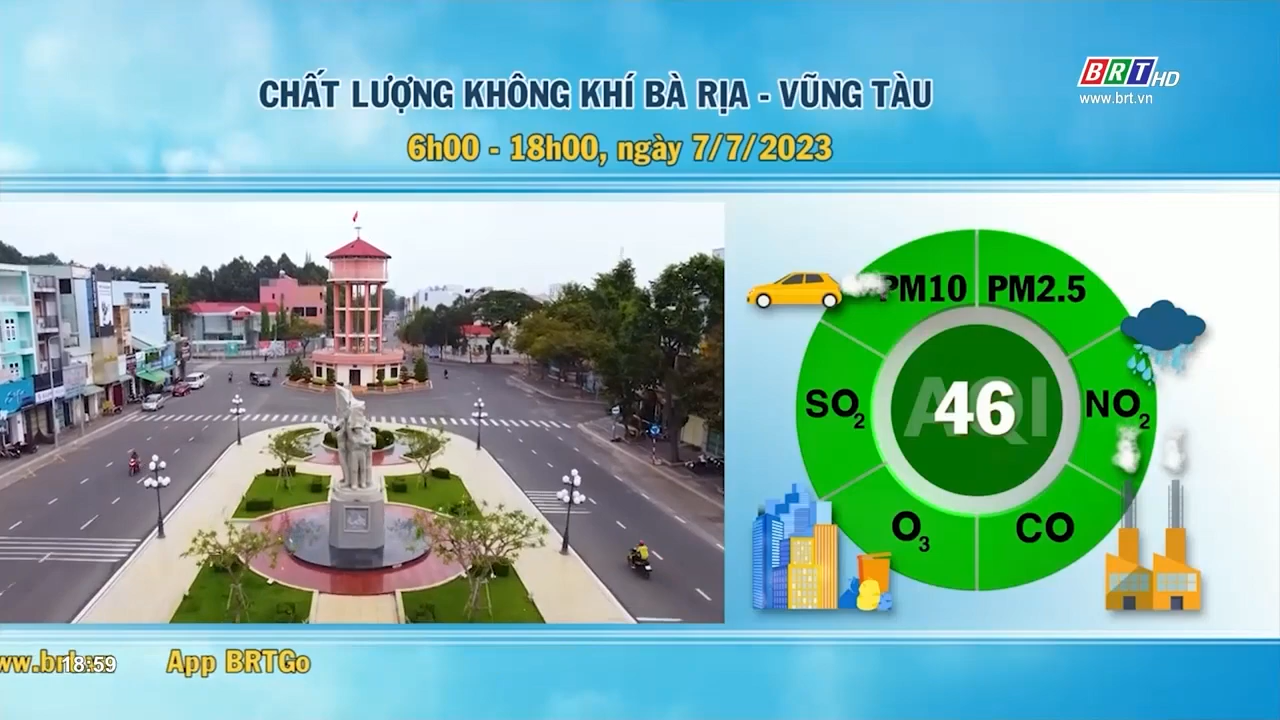 CHẤT LƯỢNG KHÔNG KHÍ BÀ RỊA - VŨNG TÀU
6h00 - 18h00, ngày 7/7/2023
BRT HD
www.brt.vn
PM10
PM2.5
SO2
NO2
AQI
46
O3
CO
18:59
App BRTGo